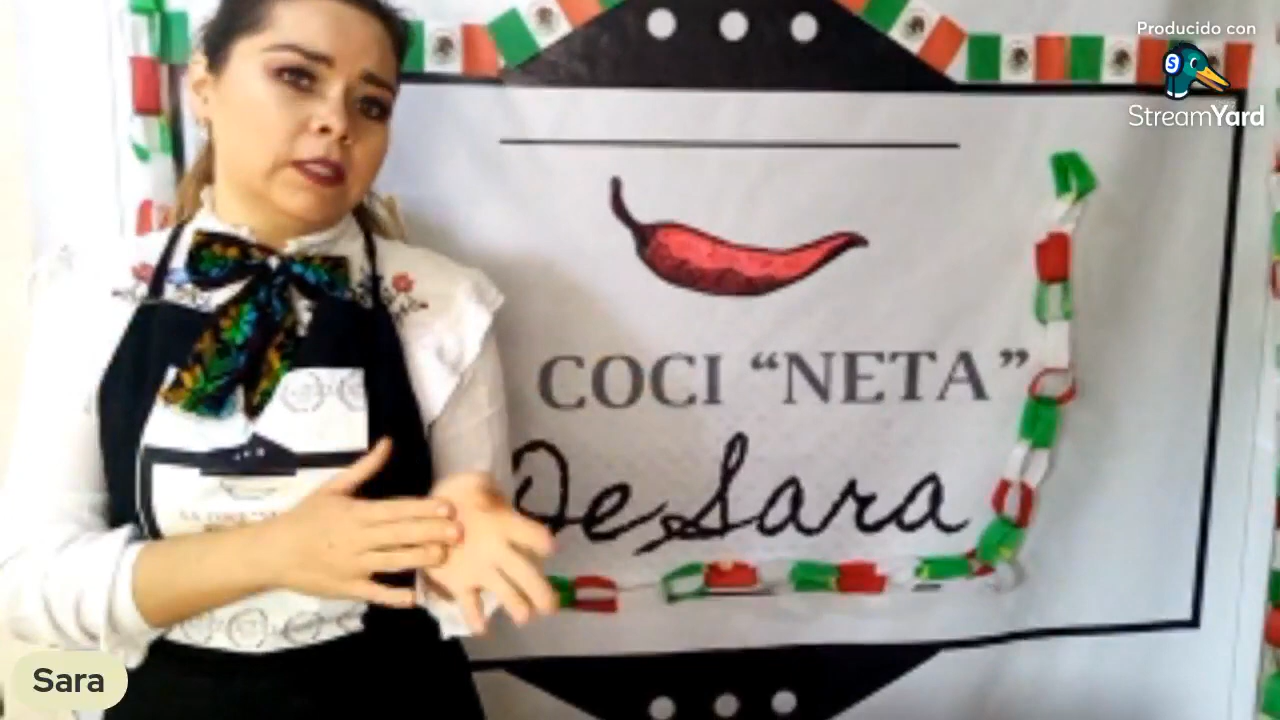 Producido con
StreamYard
COCI “NETA”
De Sara
Sara